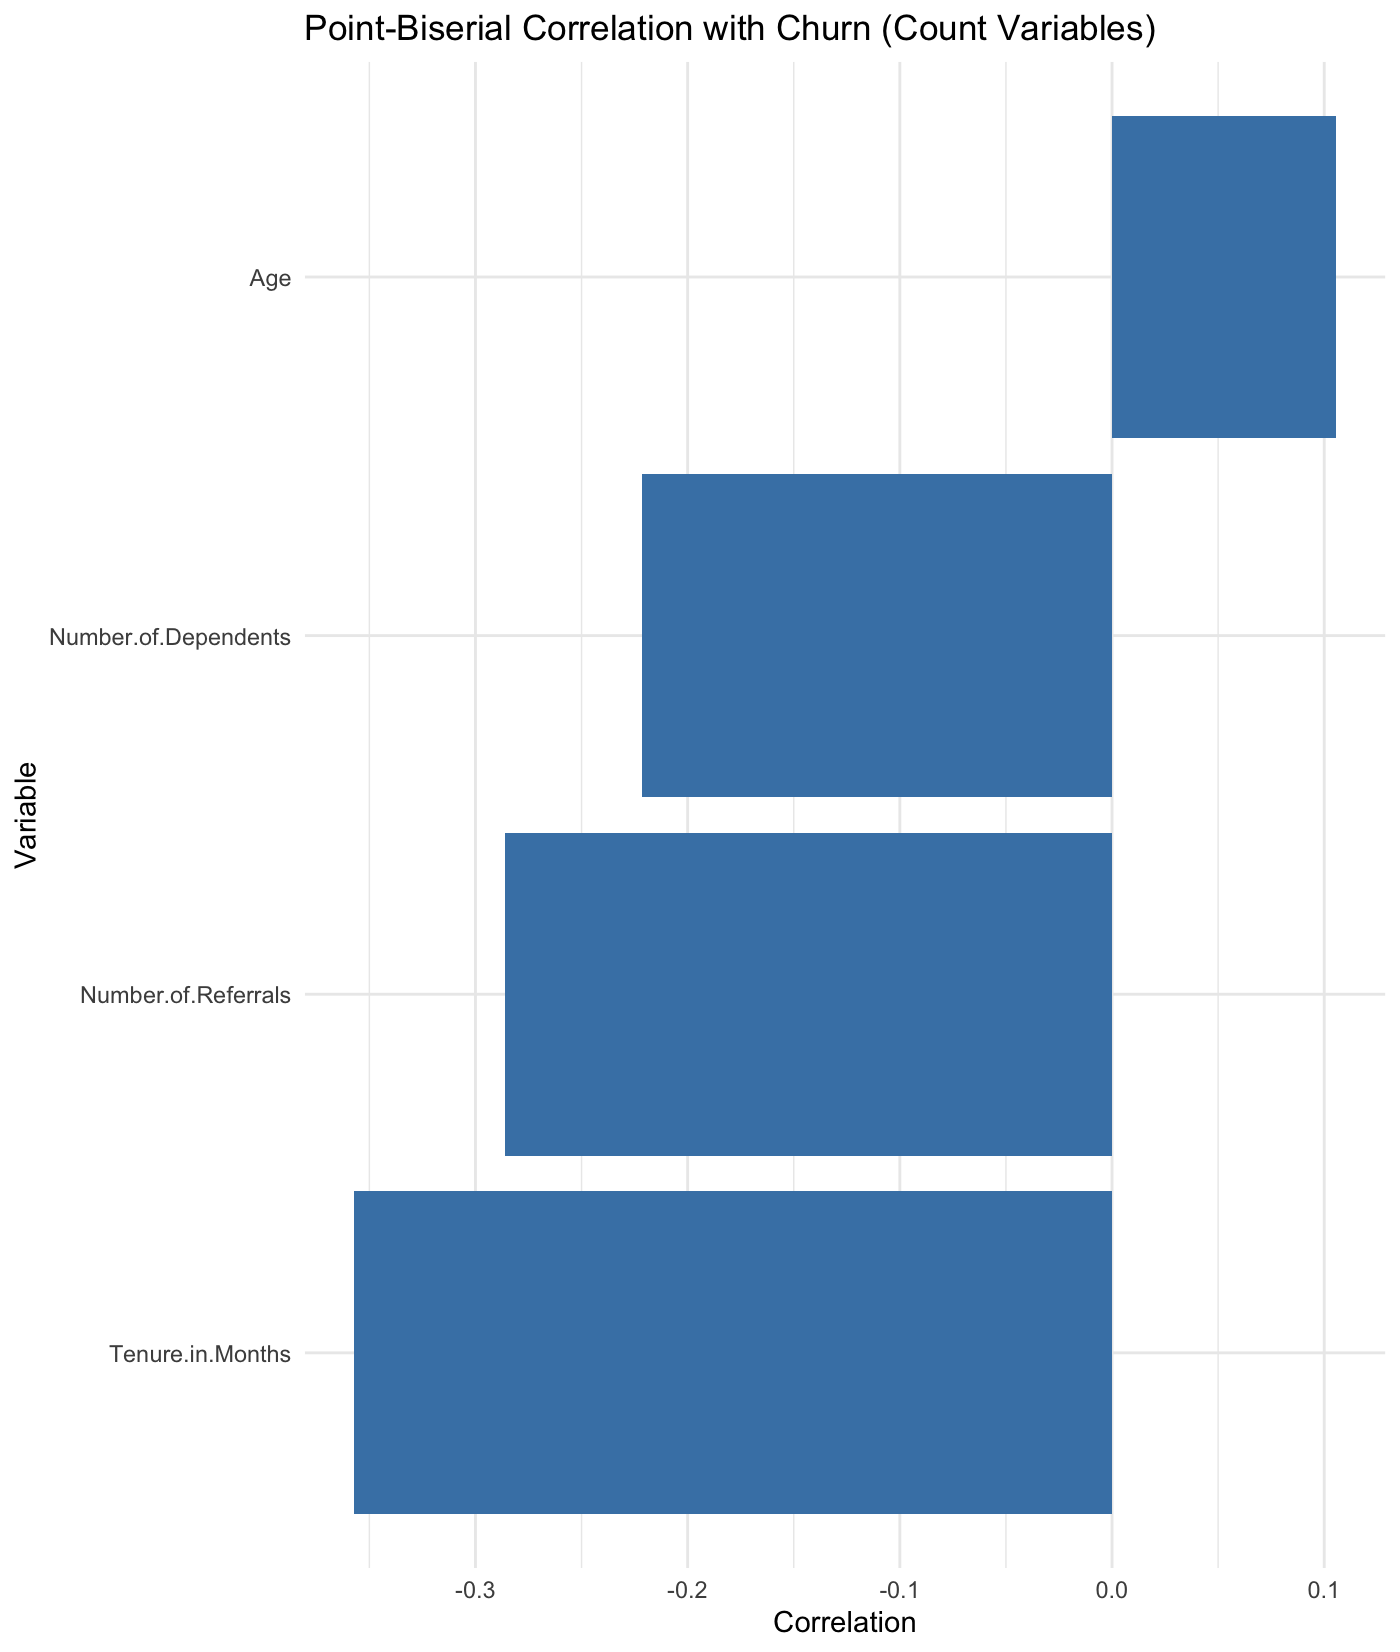 Point-Biserial Correlation with Churn (Count Variables)
Variable
Age
Number.of.Dependents
Number.of.Referrals
Tenure.in.Months
-0.3 -0.2 -0.1 0.0 0.1
Correlation